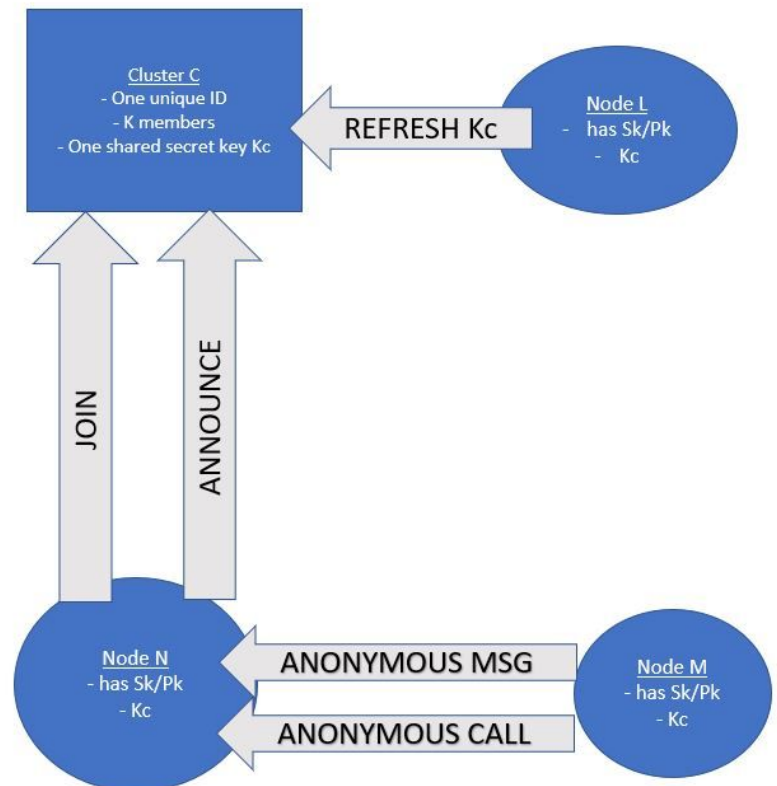 Cluster C
- One unique ID
- K members
- One shared secret key Kc
REFRESH Kc
Node L
- has Sk/Pk
- Kc
JOIN
ANNOUNCE
Node N
- has Sk/Pk
- Kc
ANONYMOUS MSG
ANONYMOUS CALL
Node M
- has Sk/Pk
- Kc